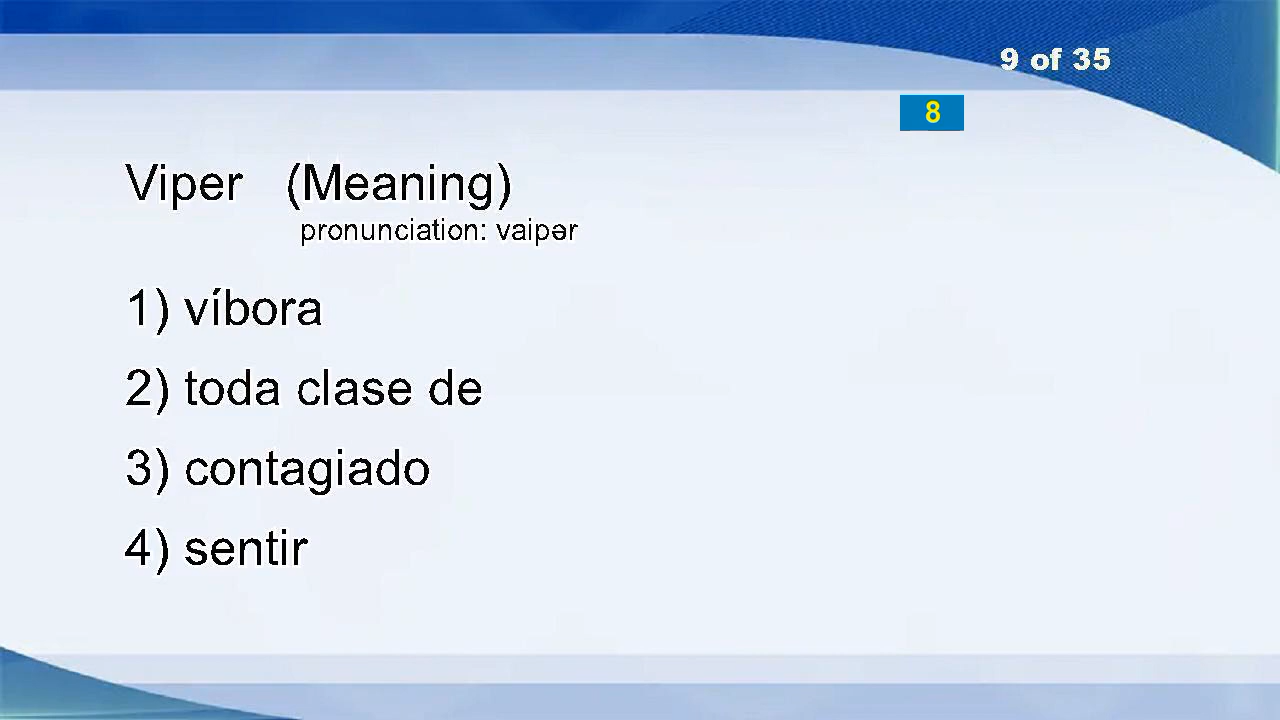 9 of 35
8
Viper (Meaning)
pronunciation: vaipər
1) víbora
2) toda clase de
3) contagiado
4) sentir